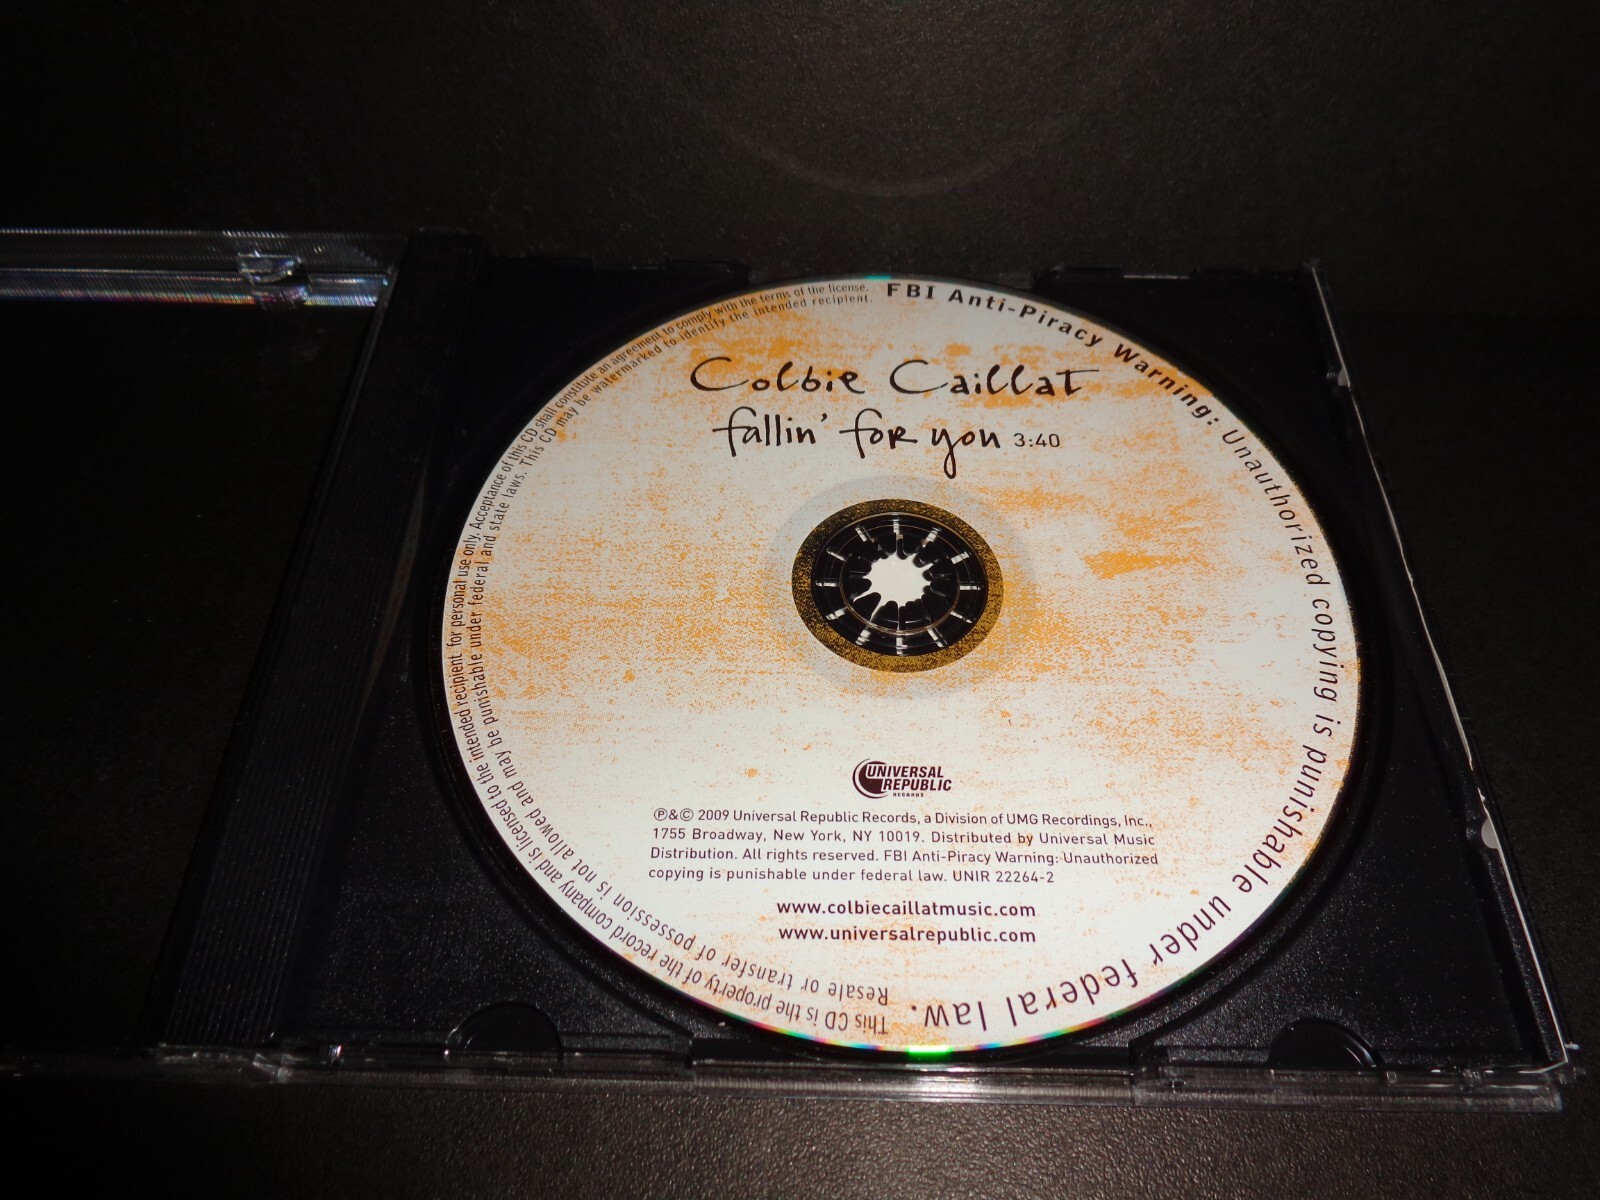 Colbie Caillat
fallin' for you 3:40
UNIVERSAL
REPUBLIC
RECORDS
℗&© 2009 Universal Republic Records, a Division of UMG Recordings, Inc.,
1755 Broadway, New York, NY 10019. Distributed by Universal Music
Distribution. All rights reserved. FBI Anti-Piracy Warning: Unauthorized
copying is punishable under federal law. UNIR 22264-2
www.colbiecaillatmusic.com
www.universalrepublic.com
FBI Anti-Piracy Warning: Unauthorized copying is punishable under federal law.
This CD is the property of the record company and is licensed to the intended recipient for personal use only. Acceptance of this CD shall constitute an agreement to comply with the terms of the license.
Resale or transfer of possession is not allowed and may be punishable under federal and state laws. This CD may be watermarked to identify the intended recipient.